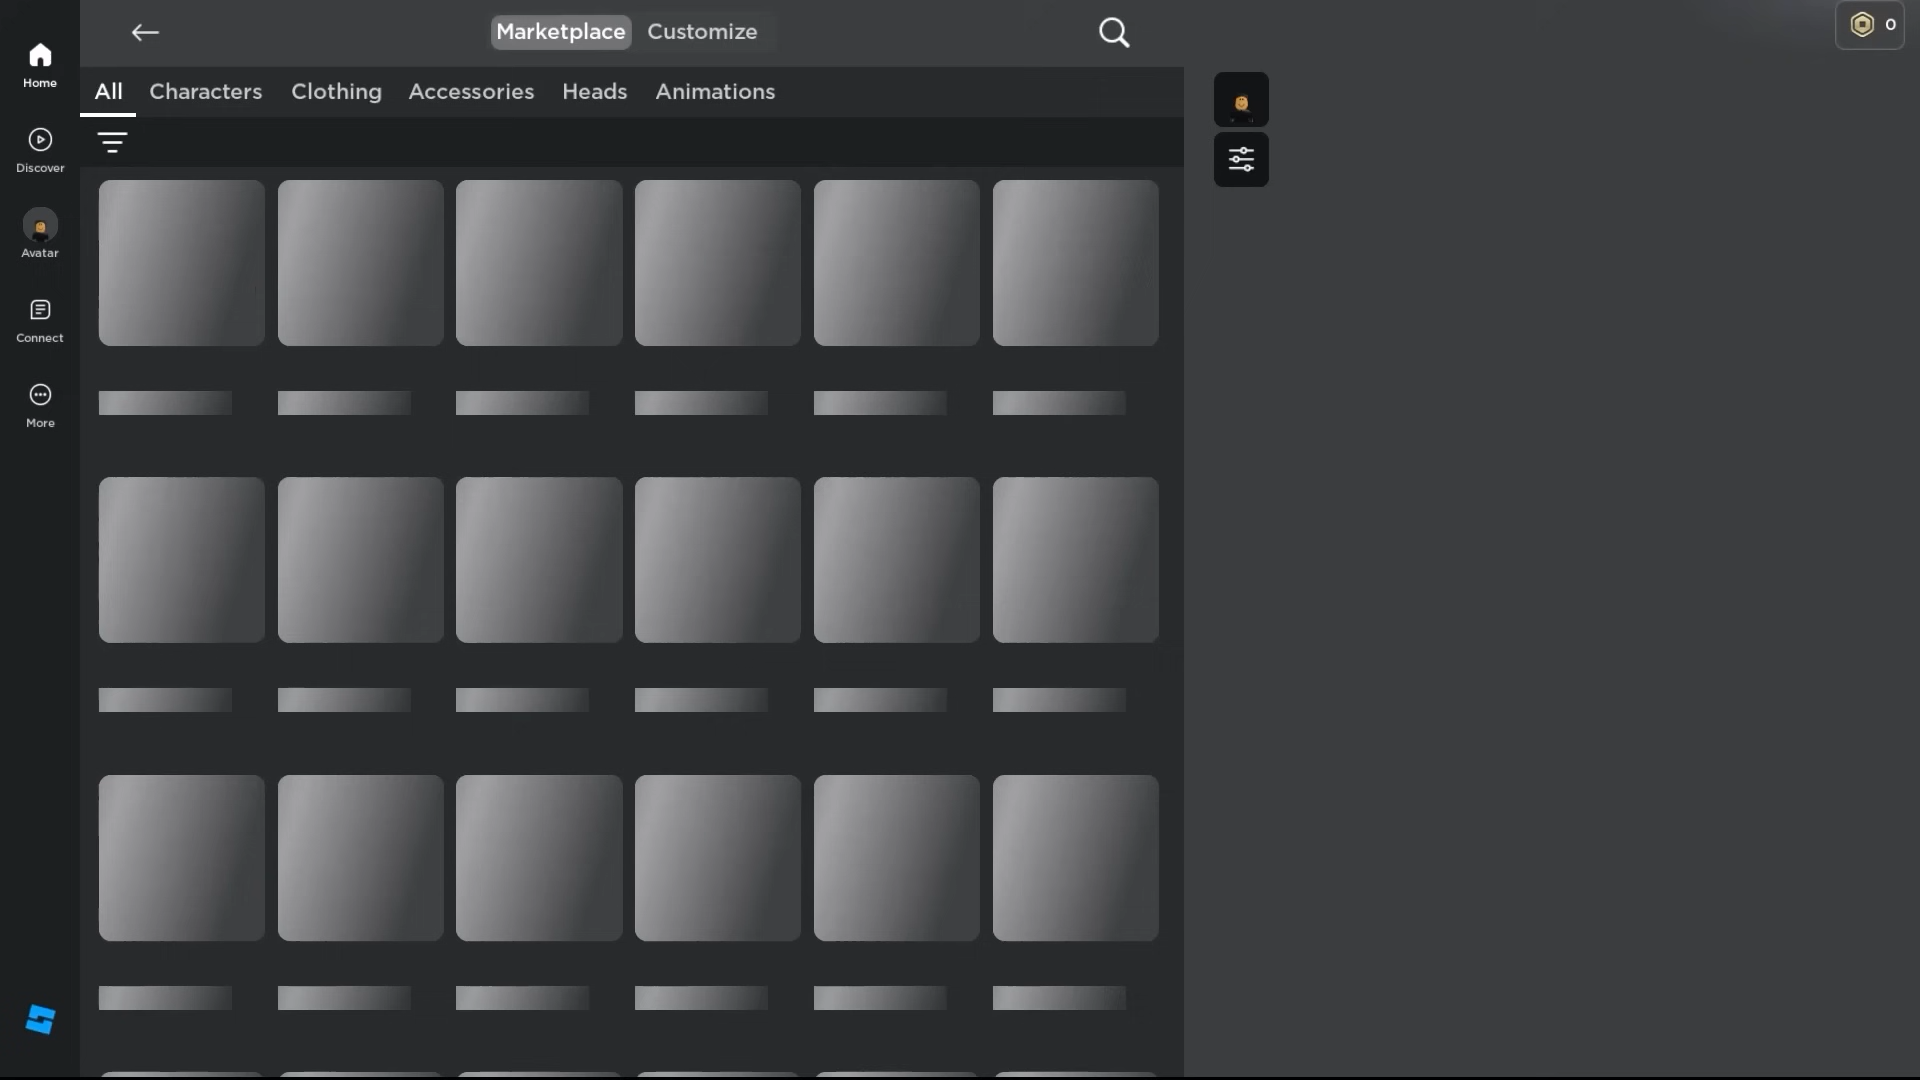 Marketplace Customize
0
Home
All Characters Clothing Accessories Heads Animations
Discover
Avatar
Connect
More